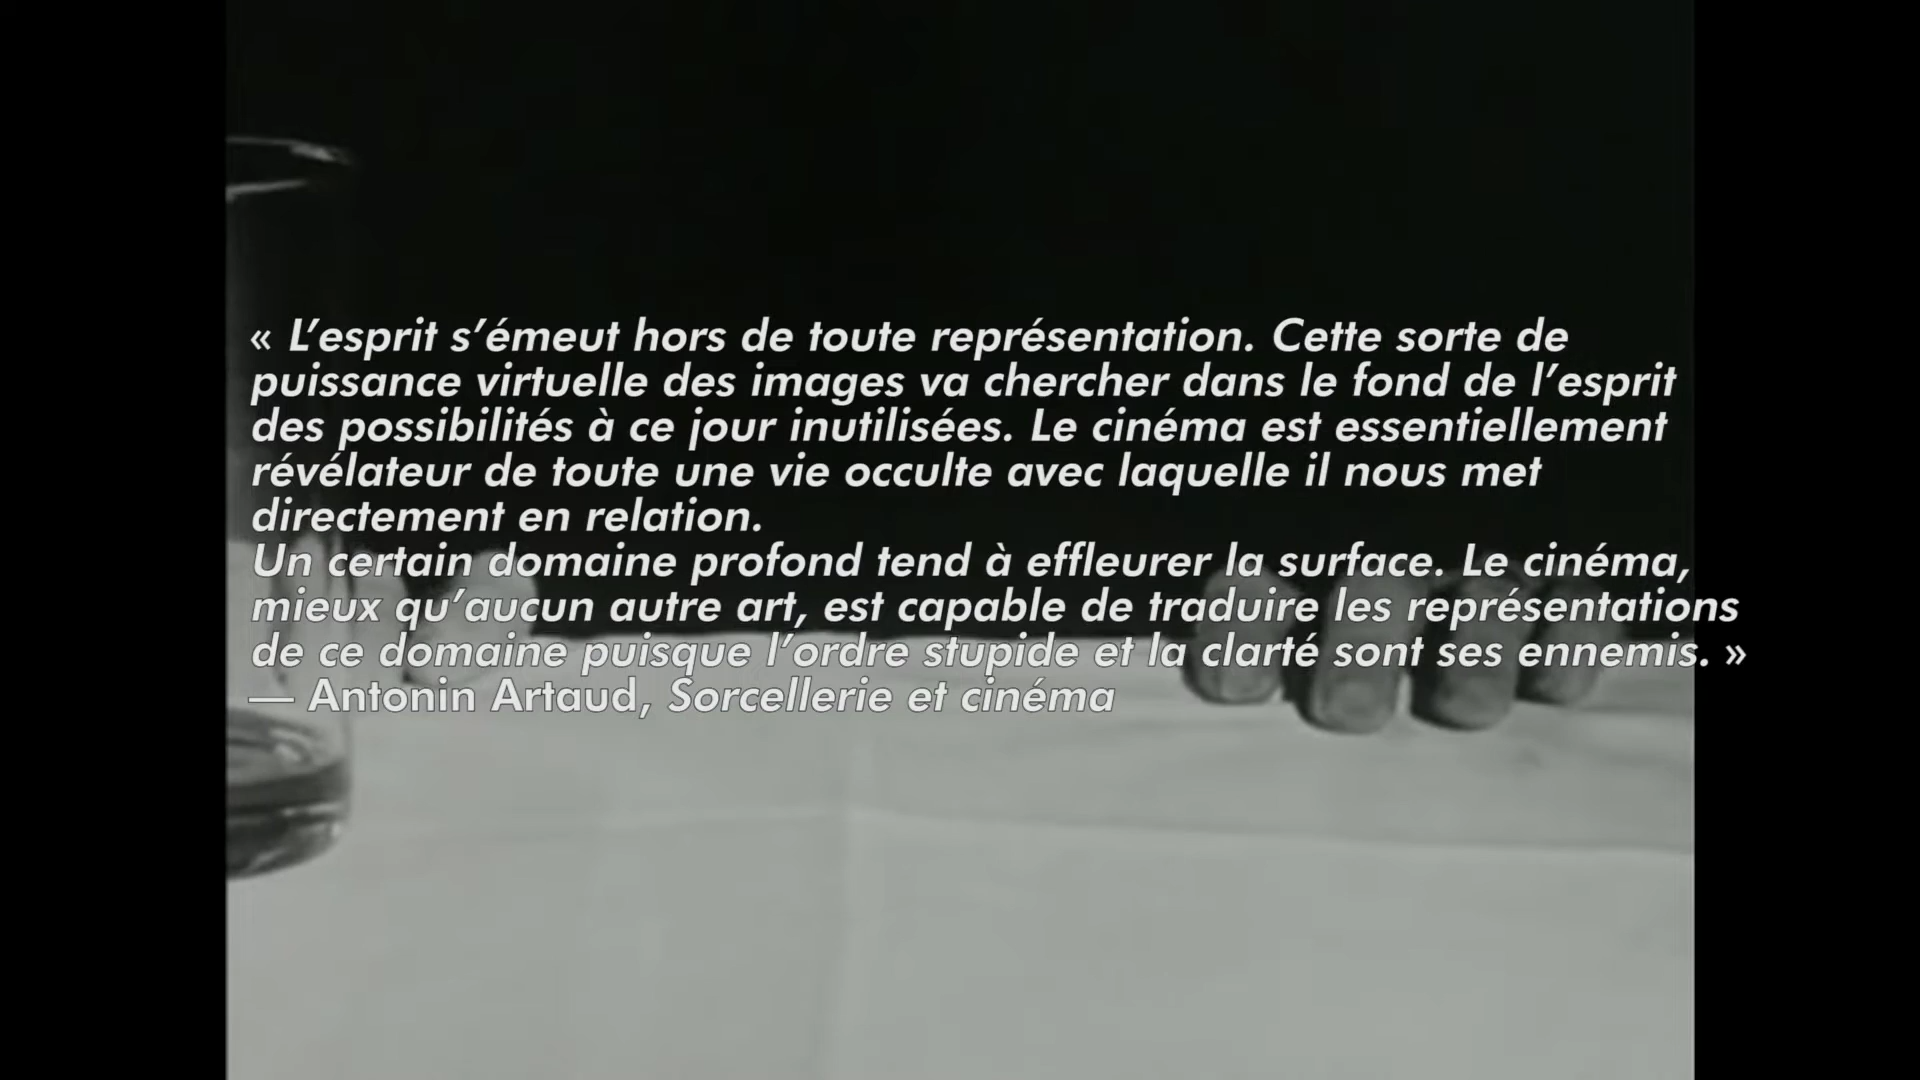 « L’esprit s’émeut hors de toute représentation. Cette sorte de
puissance virtuelle des images va chercher dans le fond de l’esprit
des possibilités à ce jour inutilisées. Le cinéma est essentiellement
révélateur de toute une vie occulte avec laquelle il nous met
directement en relation.
Un certain domaine profond tend à effleurer la surface. Le cinéma,
mieux qu’aucun autre art, est capable de traduire les représentations
de ce domaine puisque l’ordre stupide et la clarté sont ses ennemis. »
— Antonin Artaud, Sorcellerie et cinéma